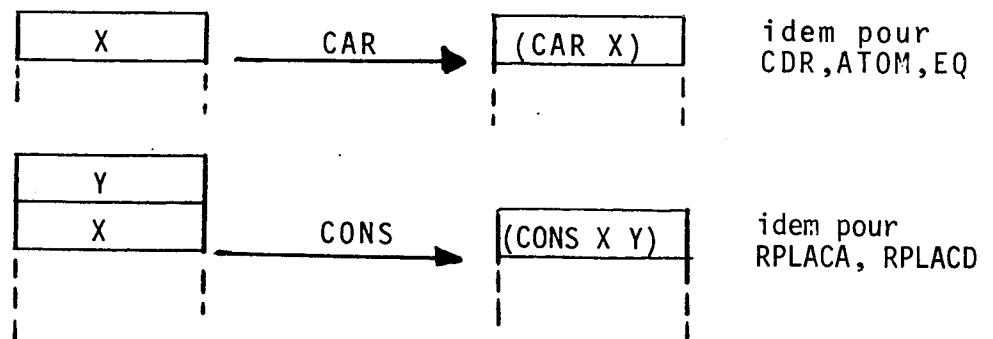 X CAR (CAR X) idem pour
CDR,ATOM,EQ
Y
X CONS (CONS X Y) idem pour
RPLACA, RPLACD